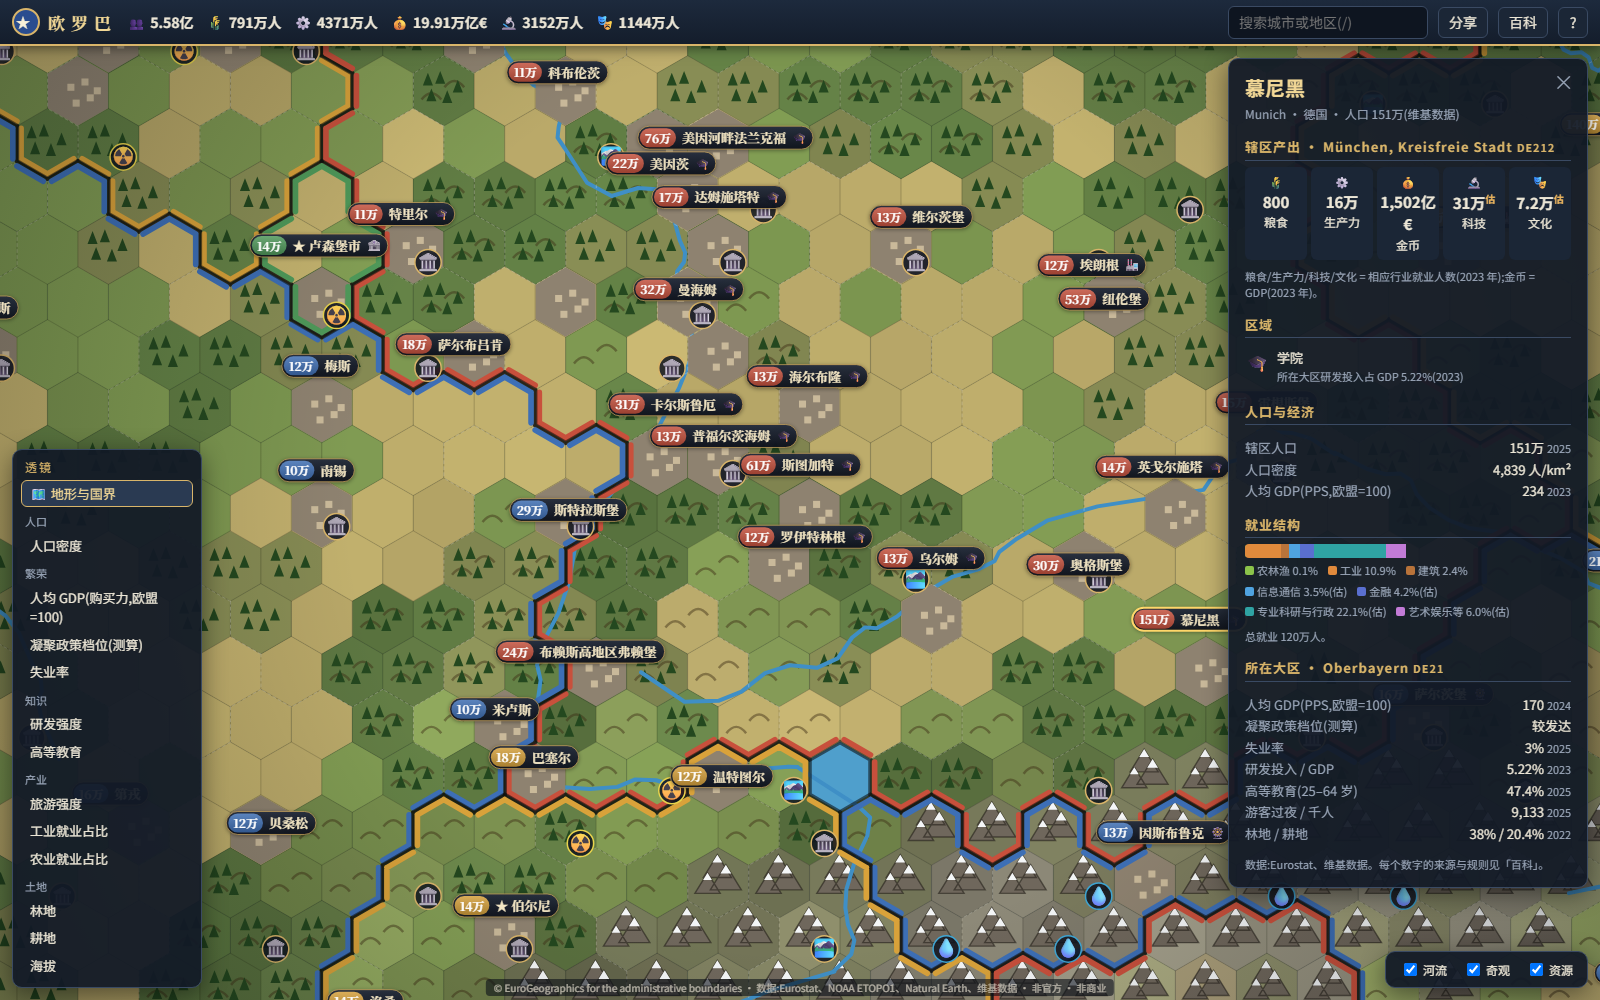 欧罗巴
5.58亿
791万人
4371万人
19.91万亿€
3152万人
1144万人
搜索城市或地区(/)
分享
百科
?
11万 科布伦茨
76万 美因河畔法兰克福
22万 美因茨
17万 达姆施塔特
11万 特里尔
13万 维尔茨堡
14万 ★ 卢森堡市
12万 埃朗根
32万 曼海姆
53万 纽伦堡
斯
18万 萨尔布吕肯
12万 梅斯
13万 海尔布隆
31万 卡尔斯鲁厄
13万 普福尔茨海姆
61万 斯图加特
14万 英戈尔施塔
10万 南锡
29万 斯特拉斯堡
12万 罗伊特林根
13万 乌尔姆
30万 奥格斯堡
151万 慕尼黑
24万 布赖斯高地区弗赖堡
10万 米卢斯
18万 巴塞尔
12万 温特图尔
12万 贝桑松
13万 因斯布鲁克
14万 ★ 伯尔尼
透镜
地形与国界
人口
人口密度
繁荣
人均 GDP(购买力,欧盟
=100)
凝聚政策档位(测算)
失业率
知识
研发强度
高等教育
产业
旅游强度
工业就业占比
农业就业占比
土地
林地
耕地
海拔
慕尼黑
Munich · 德国 · 人口 151万(维基数据)
辖区产出 · München, Kreisfreie Stadt DE212
800
粮食
16万
生产力
1,502亿
€
金币
31万估
科技
7.2万估
文化
粮食/生产力/科技/文化 = 相应行业就业人数(2023 年);金币 =
GDP(2023 年)。
区域
学院
所在大区研发投入占 GDP 5.22%(2023)
人口与经济
辖区人口 151万 2025
人口密度 4,839 人/km²
人均 GDP(PPS,欧盟=100) 234 2023
就业结构
农林渔 0.1% 工业 10.9% 建筑 2.4%
信息通信 3.5%(估) 金融 4.2%(估)
专业科研与行政 22.1%(估) 艺术娱乐等 6.0%(估)
总就业 120万人。
所在大区 · Oberbayern DE21
人均 GDP(PPS,欧盟=100) 170 2024
凝聚政策档位(测算) 较发达
失业率 3% 2025
研发投入 / GDP 5.22% 2023
高等教育(25–64 岁) 47.4% 2025
游客过夜 / 千人 9,133 2025
林地 / 耕地 38% / 20.4% 2022
数据:Eurostat、维基数据。每个数字的来源与规则见「百科」。
河流
奇观
资源
© EuroGeographics for the administrative boundaries · 数据:Eurostat、NOAA ETOPO1、Natural Earth、维基数据 · 非官方 · 非商业